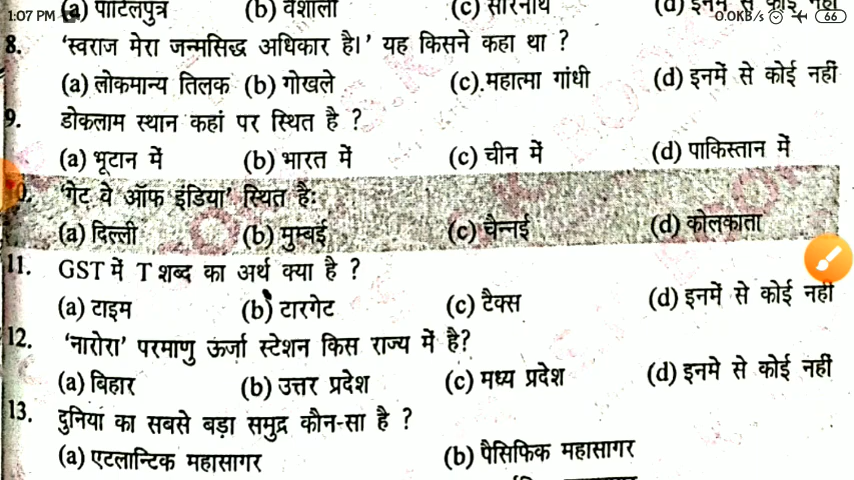 1:07 PM
0.0KB/s 66
(a) पाटलिपुत्र (b) वैशाली (c) सारनाथ (d) इनमें से कोई नहीं
8. 'स्वराज मेरा जन्मसिद्ध अधिकार है।' यह किसने कहा था ?
(a) लोकमान्य तिलक (b) गोखले (c) महात्मा गांधी (d) इनमें से कोई नहीं
9. डोकलाम स्थान कहां पर स्थित है ?
(a) भूटान में (b) भारत में (c) चीन में (d) पाकिस्तान में
0. 'गेट वे ऑफ इंडिया' स्थित है:
(a) दिल्ली (b) मुम्बई (c) चैन्नई (d) कोलकाता
11. GST में T शब्द का अर्थ क्या है ?
(a) टाइम (b) टारगेट (c) टैक्स (d) इनमें से कोई नहीं
12. 'नारोरा' परमाणु ऊर्जा स्टेशन किस राज्य में है?
(a) बिहार (b) उत्तर प्रदेश (c) मध्य प्रदेश (d) इनमे से कोई नहीं
13. दुनिया का सबसे बड़ा समुद्र कौन-सा है ?
(a) एटलान्टिक महासागर (b) पैसिफिक महासागर